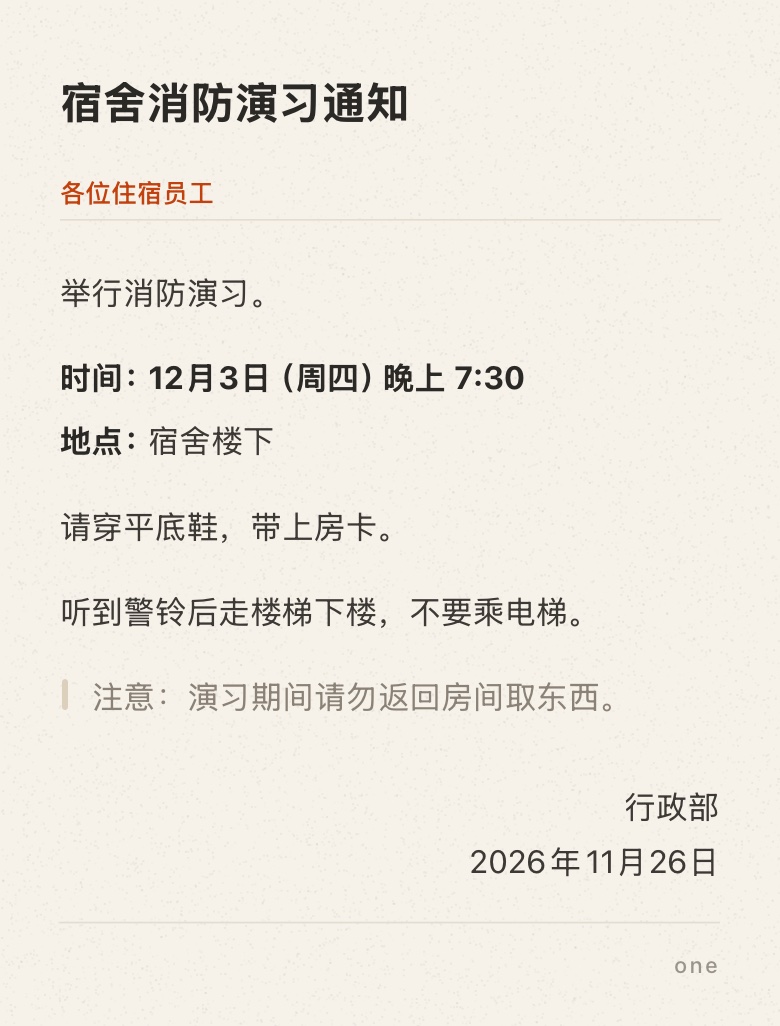 宿舍消防演习通知
各位住宿员工
举行消防演习。
时间：12月3日（周四）晚上 7:30
地点：宿舍楼下
请穿平底鞋，带上房卡。
听到警铃后走楼梯下楼，不要乘电梯。
注意：演习期间请勿返回房间取东西。
行政部
2026年11月26日
one